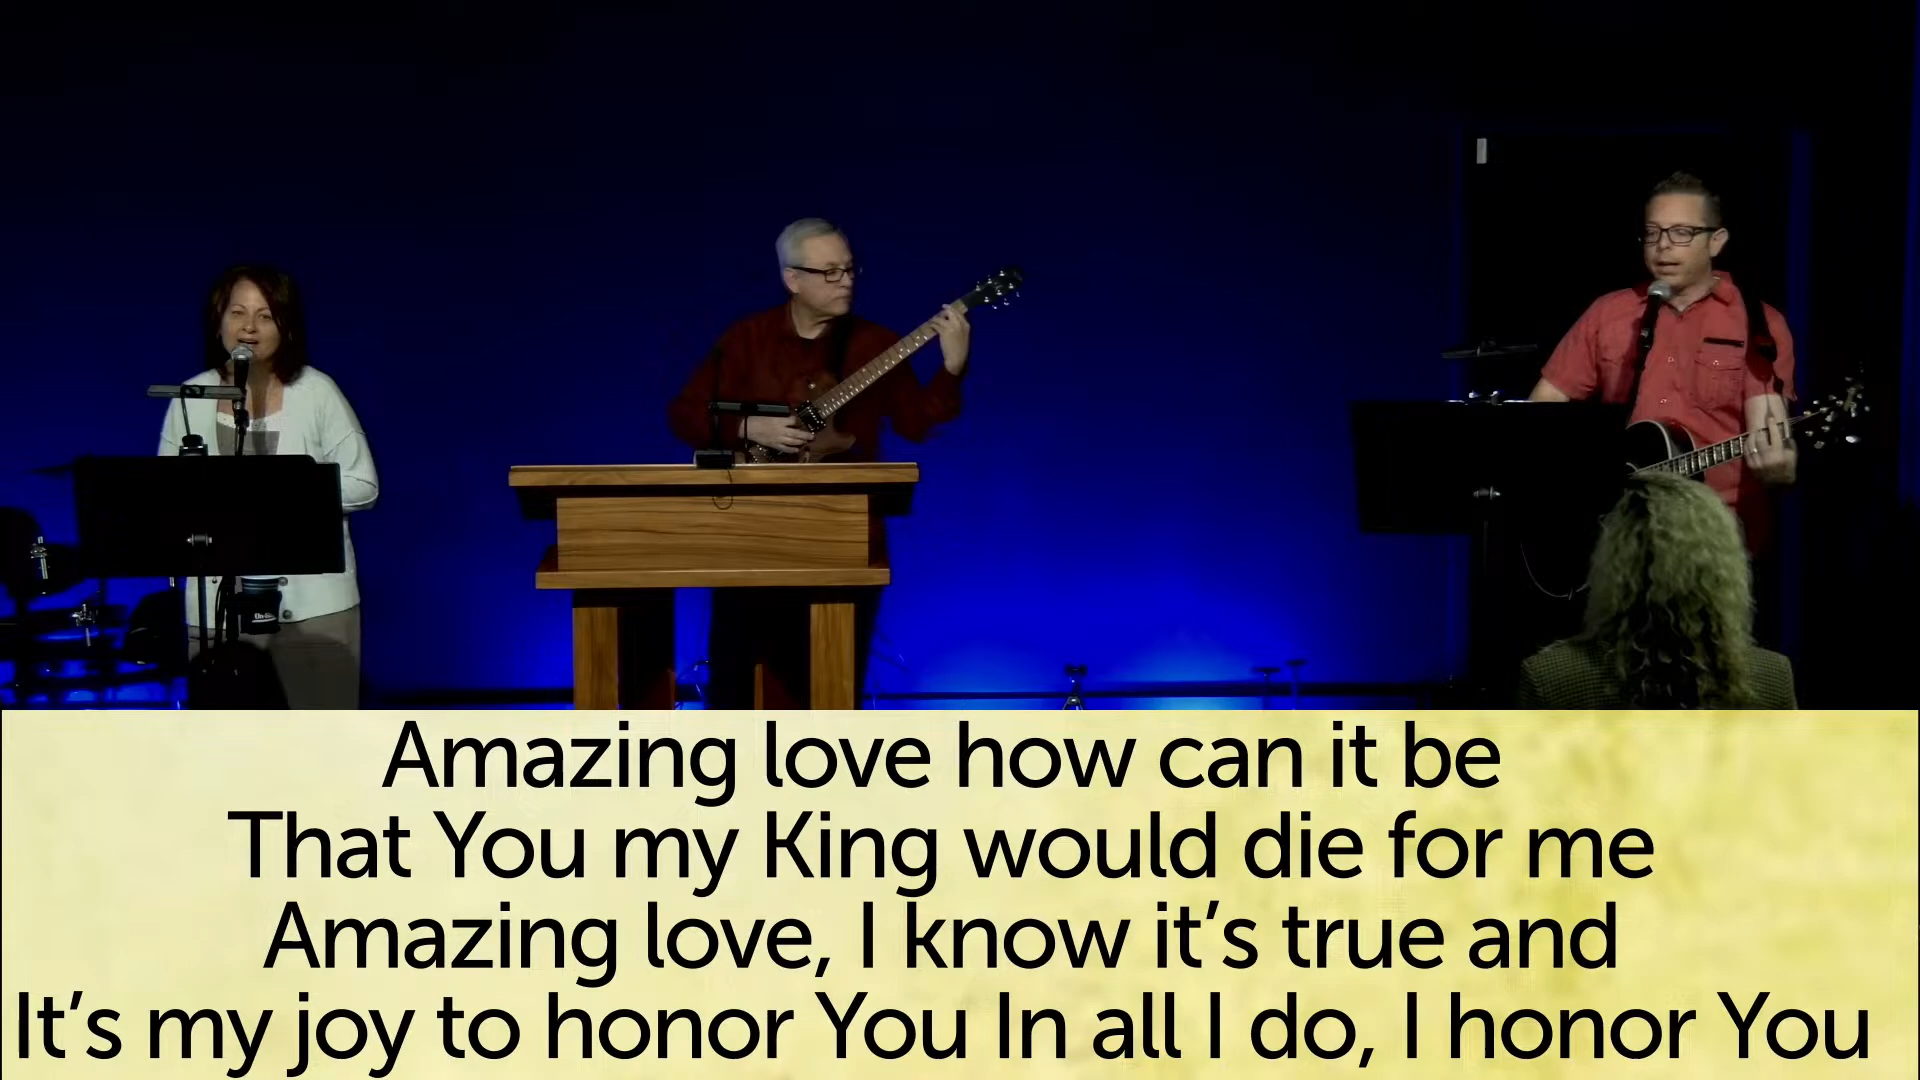 Amazing love how can it be
That You my King would die for me
Amazing love, I know it's true and
It's my joy to honor You In all I do, I honor You